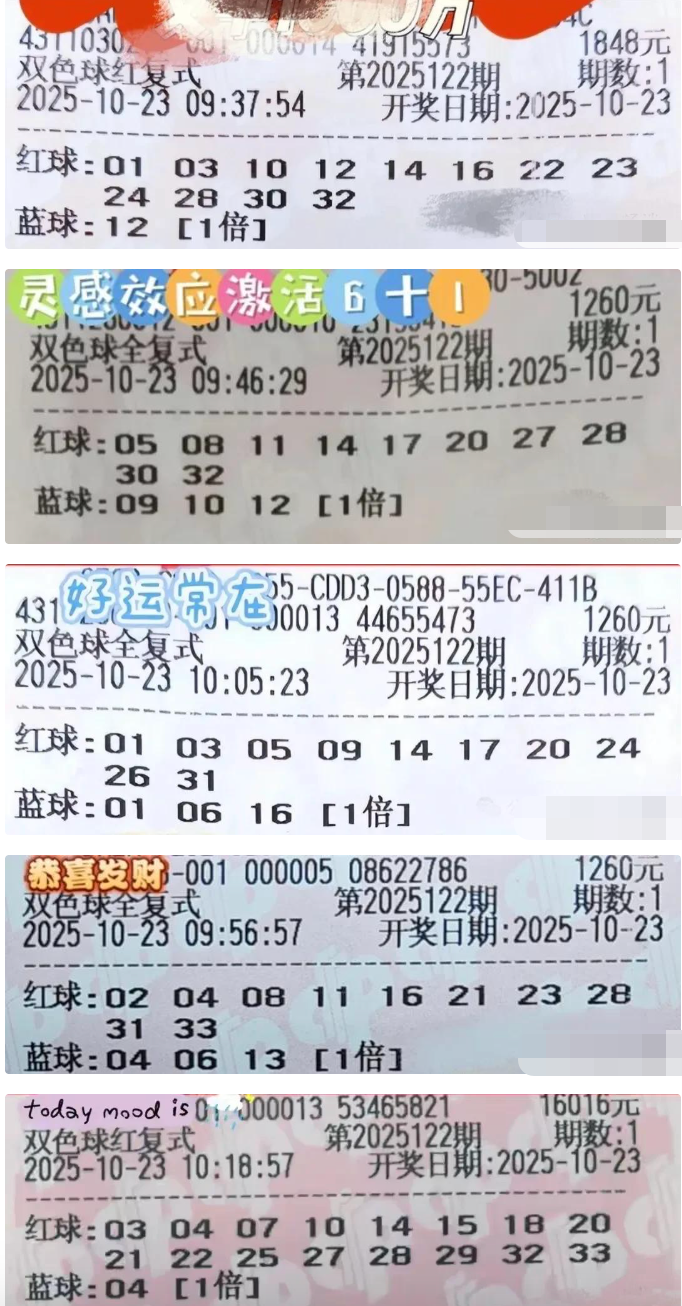 43110302 001 000614 41915573 1848元
双色球红复式 第2025122期 期数:1
2025-10-23 09:37:54 开奖日期:2025-10-23
红球:01 03 10 12 14 16 22 23
24 28 30 32
蓝球:12 [1倍]
灵感效应激活6十1
30-5002
1260元
双色球全复式 第2025122期 期数:1
2025-10-23 09:46:29 开奖日期:2025-10-23
红球:05 08 11 14 17 20 27 28
30 32
蓝球:09 10 12 [1倍]
好运常在
55-CDD3-0588-55EC-411B
431 000013 44655473 1260元
双色球全复式 第2025122期 期数:1
2025-10-23 10:05:23 开奖日期:2025-10-23
红球:01 03 05 09 14 17 20 24
26 31
蓝球:01 06 16 [1倍]
恭喜发财
-001 000005 08622786 1260元
双色球全复式 第2025122期 期数:1
2025-10-23 09:56:57 开奖日期:2025-10-23
红球:02 04 08 11 16 21 23 28
31 33
蓝球:04 06 13 [1倍]
today mood is
000013 53465821 16016元
双色球红复式 第2025122期 期数:1
2025-10-23 10:18:57 开奖日期:2025-10-23
红球:03 04 07 10 14 15 18 20
21 22 25 27 28 29 32 33
蓝球:04 [1倍]